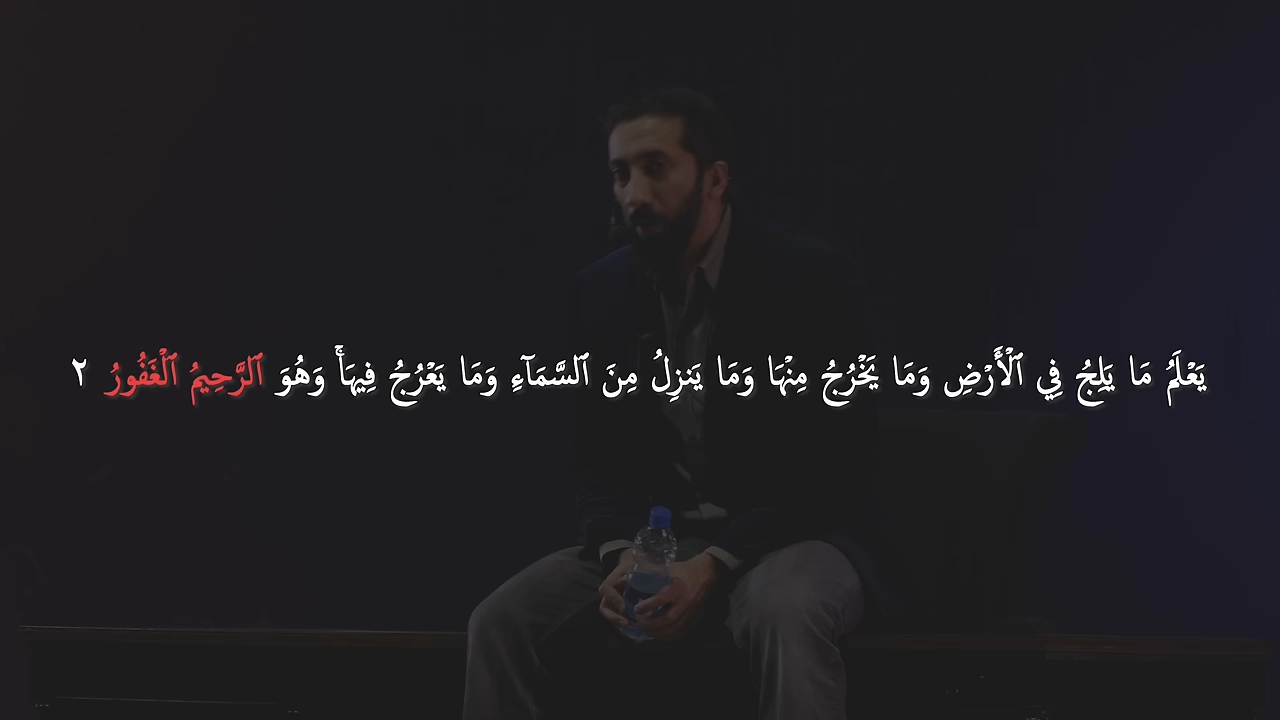 يَعْلَمُ مَا يَلِجُ فِي ٱلْأَرْضِ وَمَا يَخْرُجُ مِنْهَا وَمَا يَنزِلُ مِنَ ٱلسَّمَآءِ وَمَا يَعْرُجُ فِيهَاۚ وَهُوَ ٱلرَّحِيمُ ٱلْغَفُورُ ٢